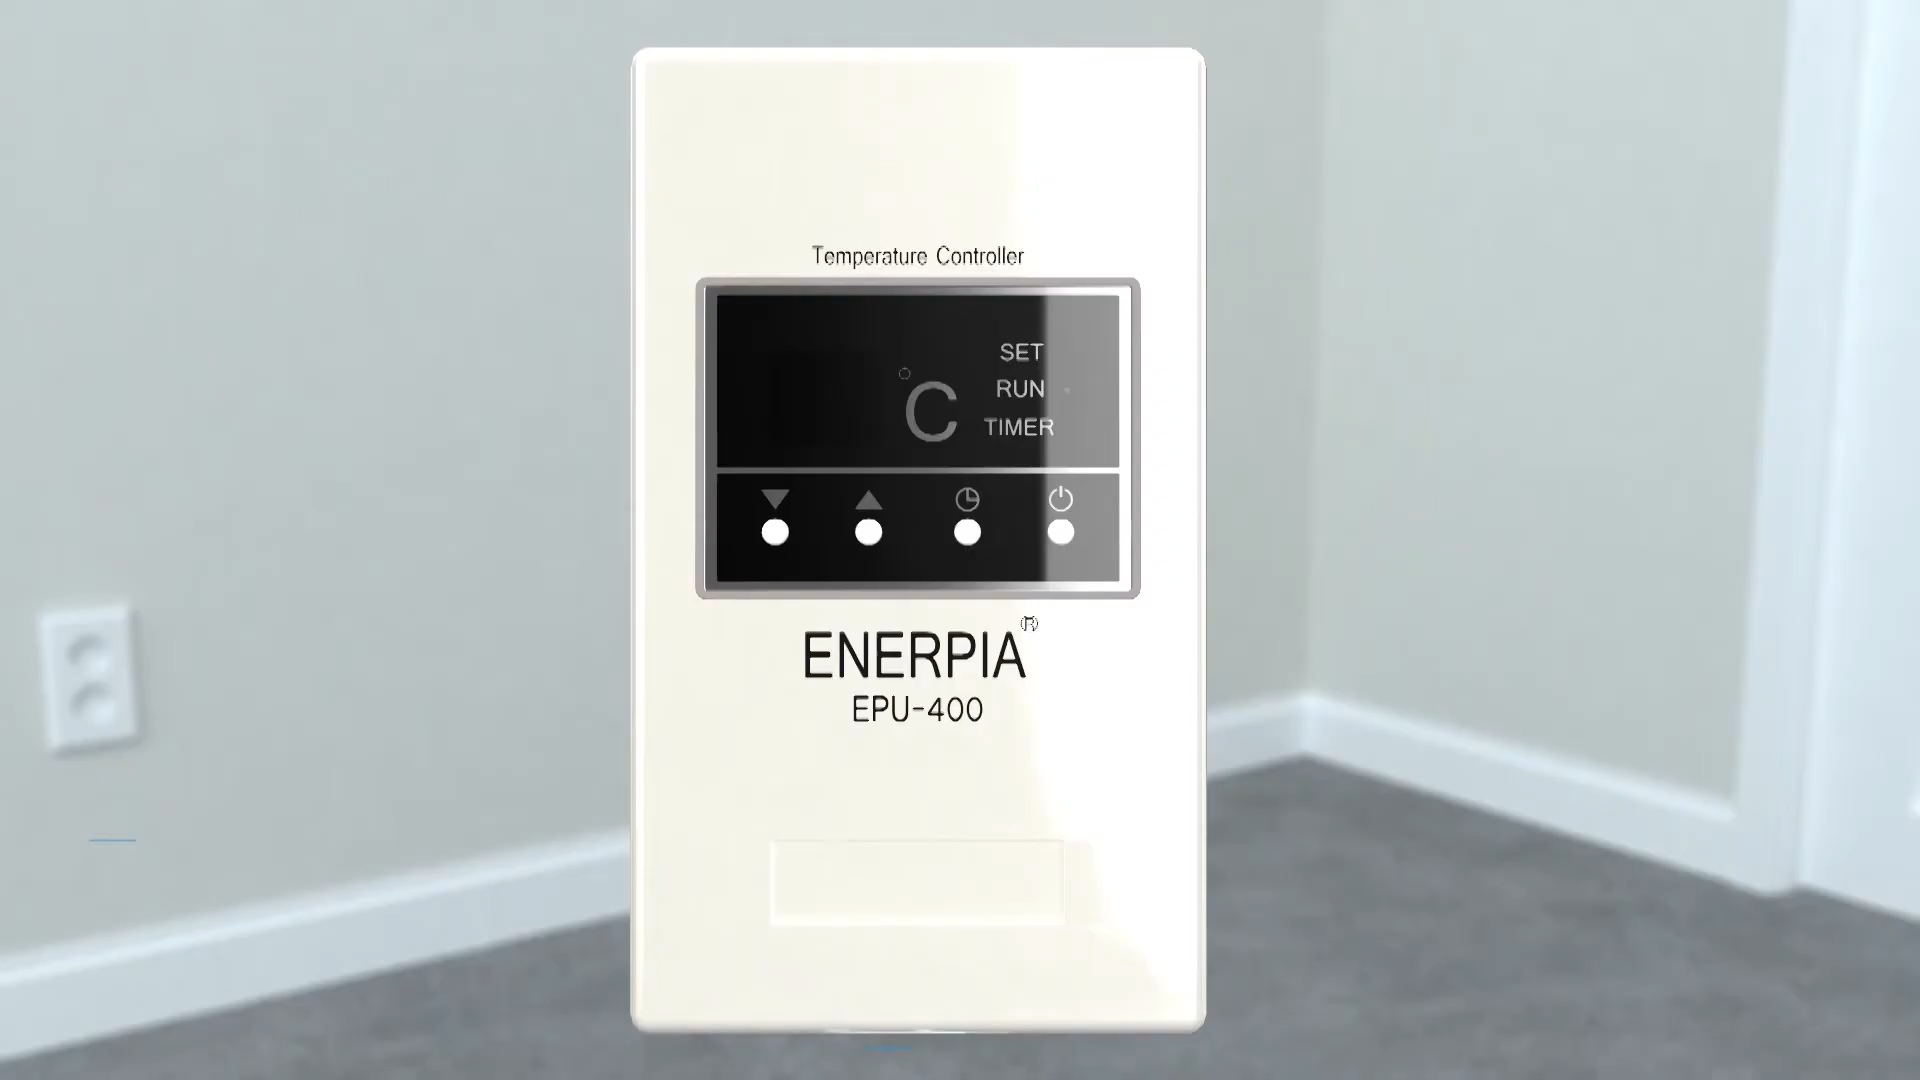 Temperature Controller
°C
SET
RUN
TIMER
ENERPIA®
EPU-400